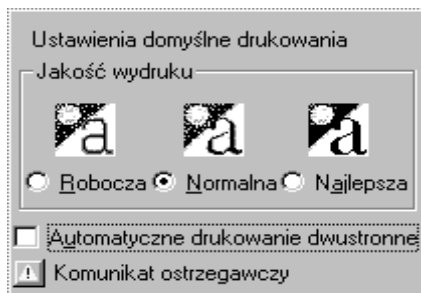 Ustawienia domyślne drukowania
Jakość wydruku
a a a
Robocza Normalna Najlepsza
Automatyczne drukowanie dwustronne
! Komunikat ostrzegawczy